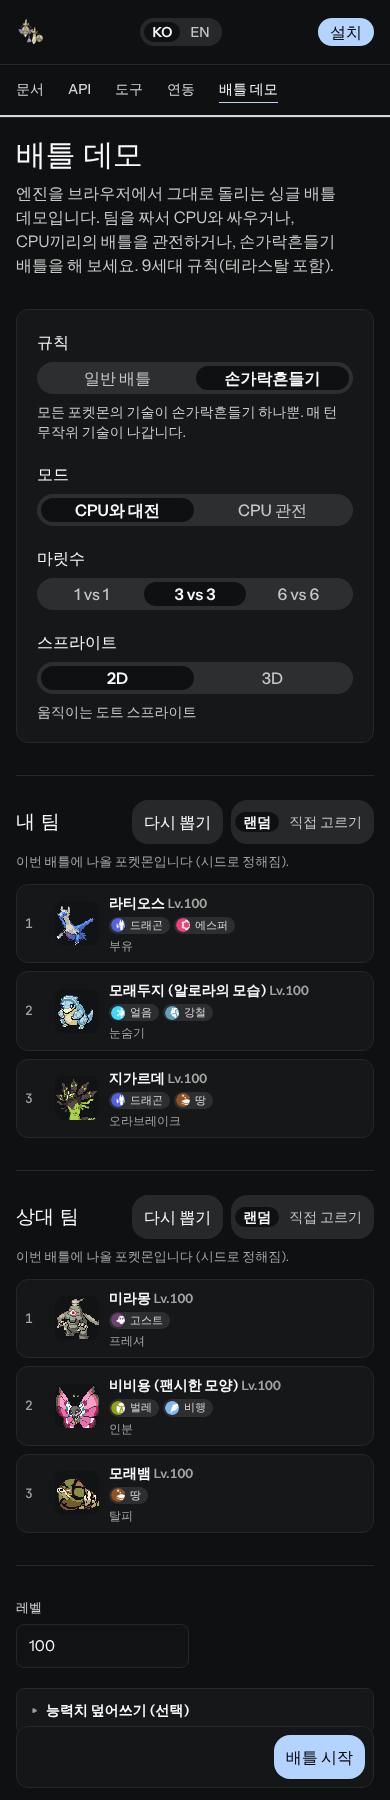 KO EN 설치
문서 API 도구 연동 배틀 데모
배틀 데모
엔진을 브라우저에서 그대로 돌리는 싱글 배틀
데모입니다. 팀을 짜서 CPU와 싸우거나,
CPU끼리의 배틀을 관전하거나, 손가락흔들기
배틀을 해 보세요. 9세대 규칙(테라스탈 포함).
규칙
일반 배틀 손가락흔들기
모든 포켓몬의 기술이 손가락흔들기 하나뿐. 매 턴
무작위 기술이 나갑니다.
모드
CPU와 대전 CPU 관전
마릿수
1 vs 1 3 vs 3 6 vs 6
스프라이트
2D 3D
움직이는 도트 스프라이트
내 팀 다시 뽑기 랜덤 직접 고르기
이번 배틀에 나올 포켓몬입니다 (시드로 정해짐).
1 라티오스 Lv.100
드래곤 에스퍼
부유
2 모래두지 (알로라의 모습) Lv.100
얼음 강철
눈숨기
3 지가르데 Lv.100
드래곤 땅
오라브레이크
상대 팀 다시 뽑기 랜덤 직접 고르기
이번 배틀에 나올 포켓몬입니다 (시드로 정해짐).
1 미라몽 Lv.100
고스트
프레셔
2 비비용 (팬시한 모양) Lv.100
벌레 비행
인분
3 모래뱀 Lv.100
땅
탈피
레벨
100
능력치 덮어쓰기 (선택)
배틀 시작